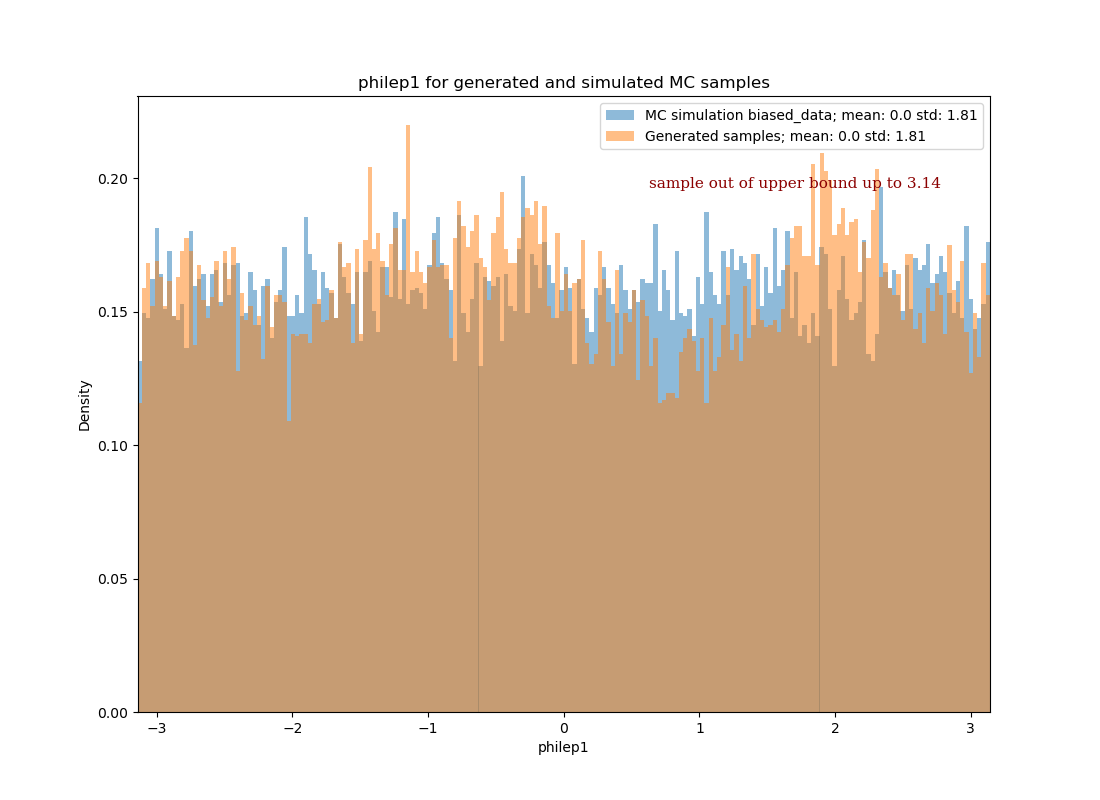 philep1 for generated and simulated MC samples
MC simulation biased_data; mean: 0.0 std: 1.81
Generated samples; mean: 0.0 std: 1.81
sample out of upper bound up to 3.14
0.20
0.15
0.10
0.05
0.00
Density
−3 −2 −1 0 1 2 3
philep1